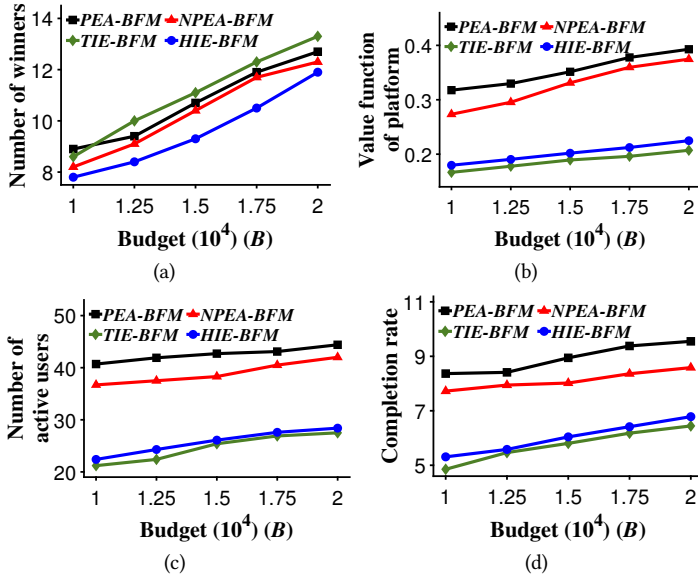 (a)
Number of winners
PEA-BFM NPEA-BFM
TIE-BFM HIE-BFM
14
12
10
8
1 1.25 1.5 1.75 2
Budget (10^4) (B)
(b)
Value function
of platform
PEA-BFM NPEA-BFM
TIE-BFM HIE-BFM
0.4
0.3
0.2
1 1.25 1.5 1.75 2
Budget (10^4) (B)
(c)
Number of
active users
PEA-BFM NPEA-BFM
TIE-BFM HIE-BFM
50
40
30
20
1 1.25 1.5 1.75 2
Budget (10^4) (B)
(d)
Completion rate
PEA-BFM NPEA-BFM
TIE-BFM HIE-BFM
11
9
7
5
1 1.25 1.5 1.75 2
Budget (10^4) (B)